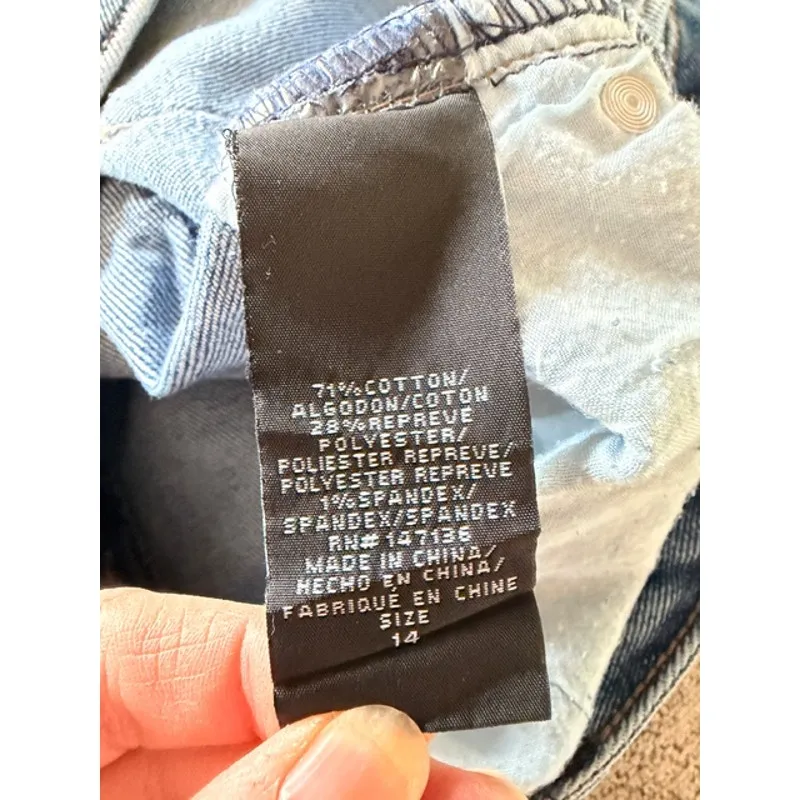 71%COTTON/
ALGODON/COTON
28%REPREVE
POLYESTER/
POLIESTER REPREVE/
POLYESTER REPREVE
1%SPANDEX/
SPANDEX/SPANDEX
RN#147136
MADE IN CHINA/
HECHO EN CHINA/
FABRIQUÉ EN CHINE
SIZE
14